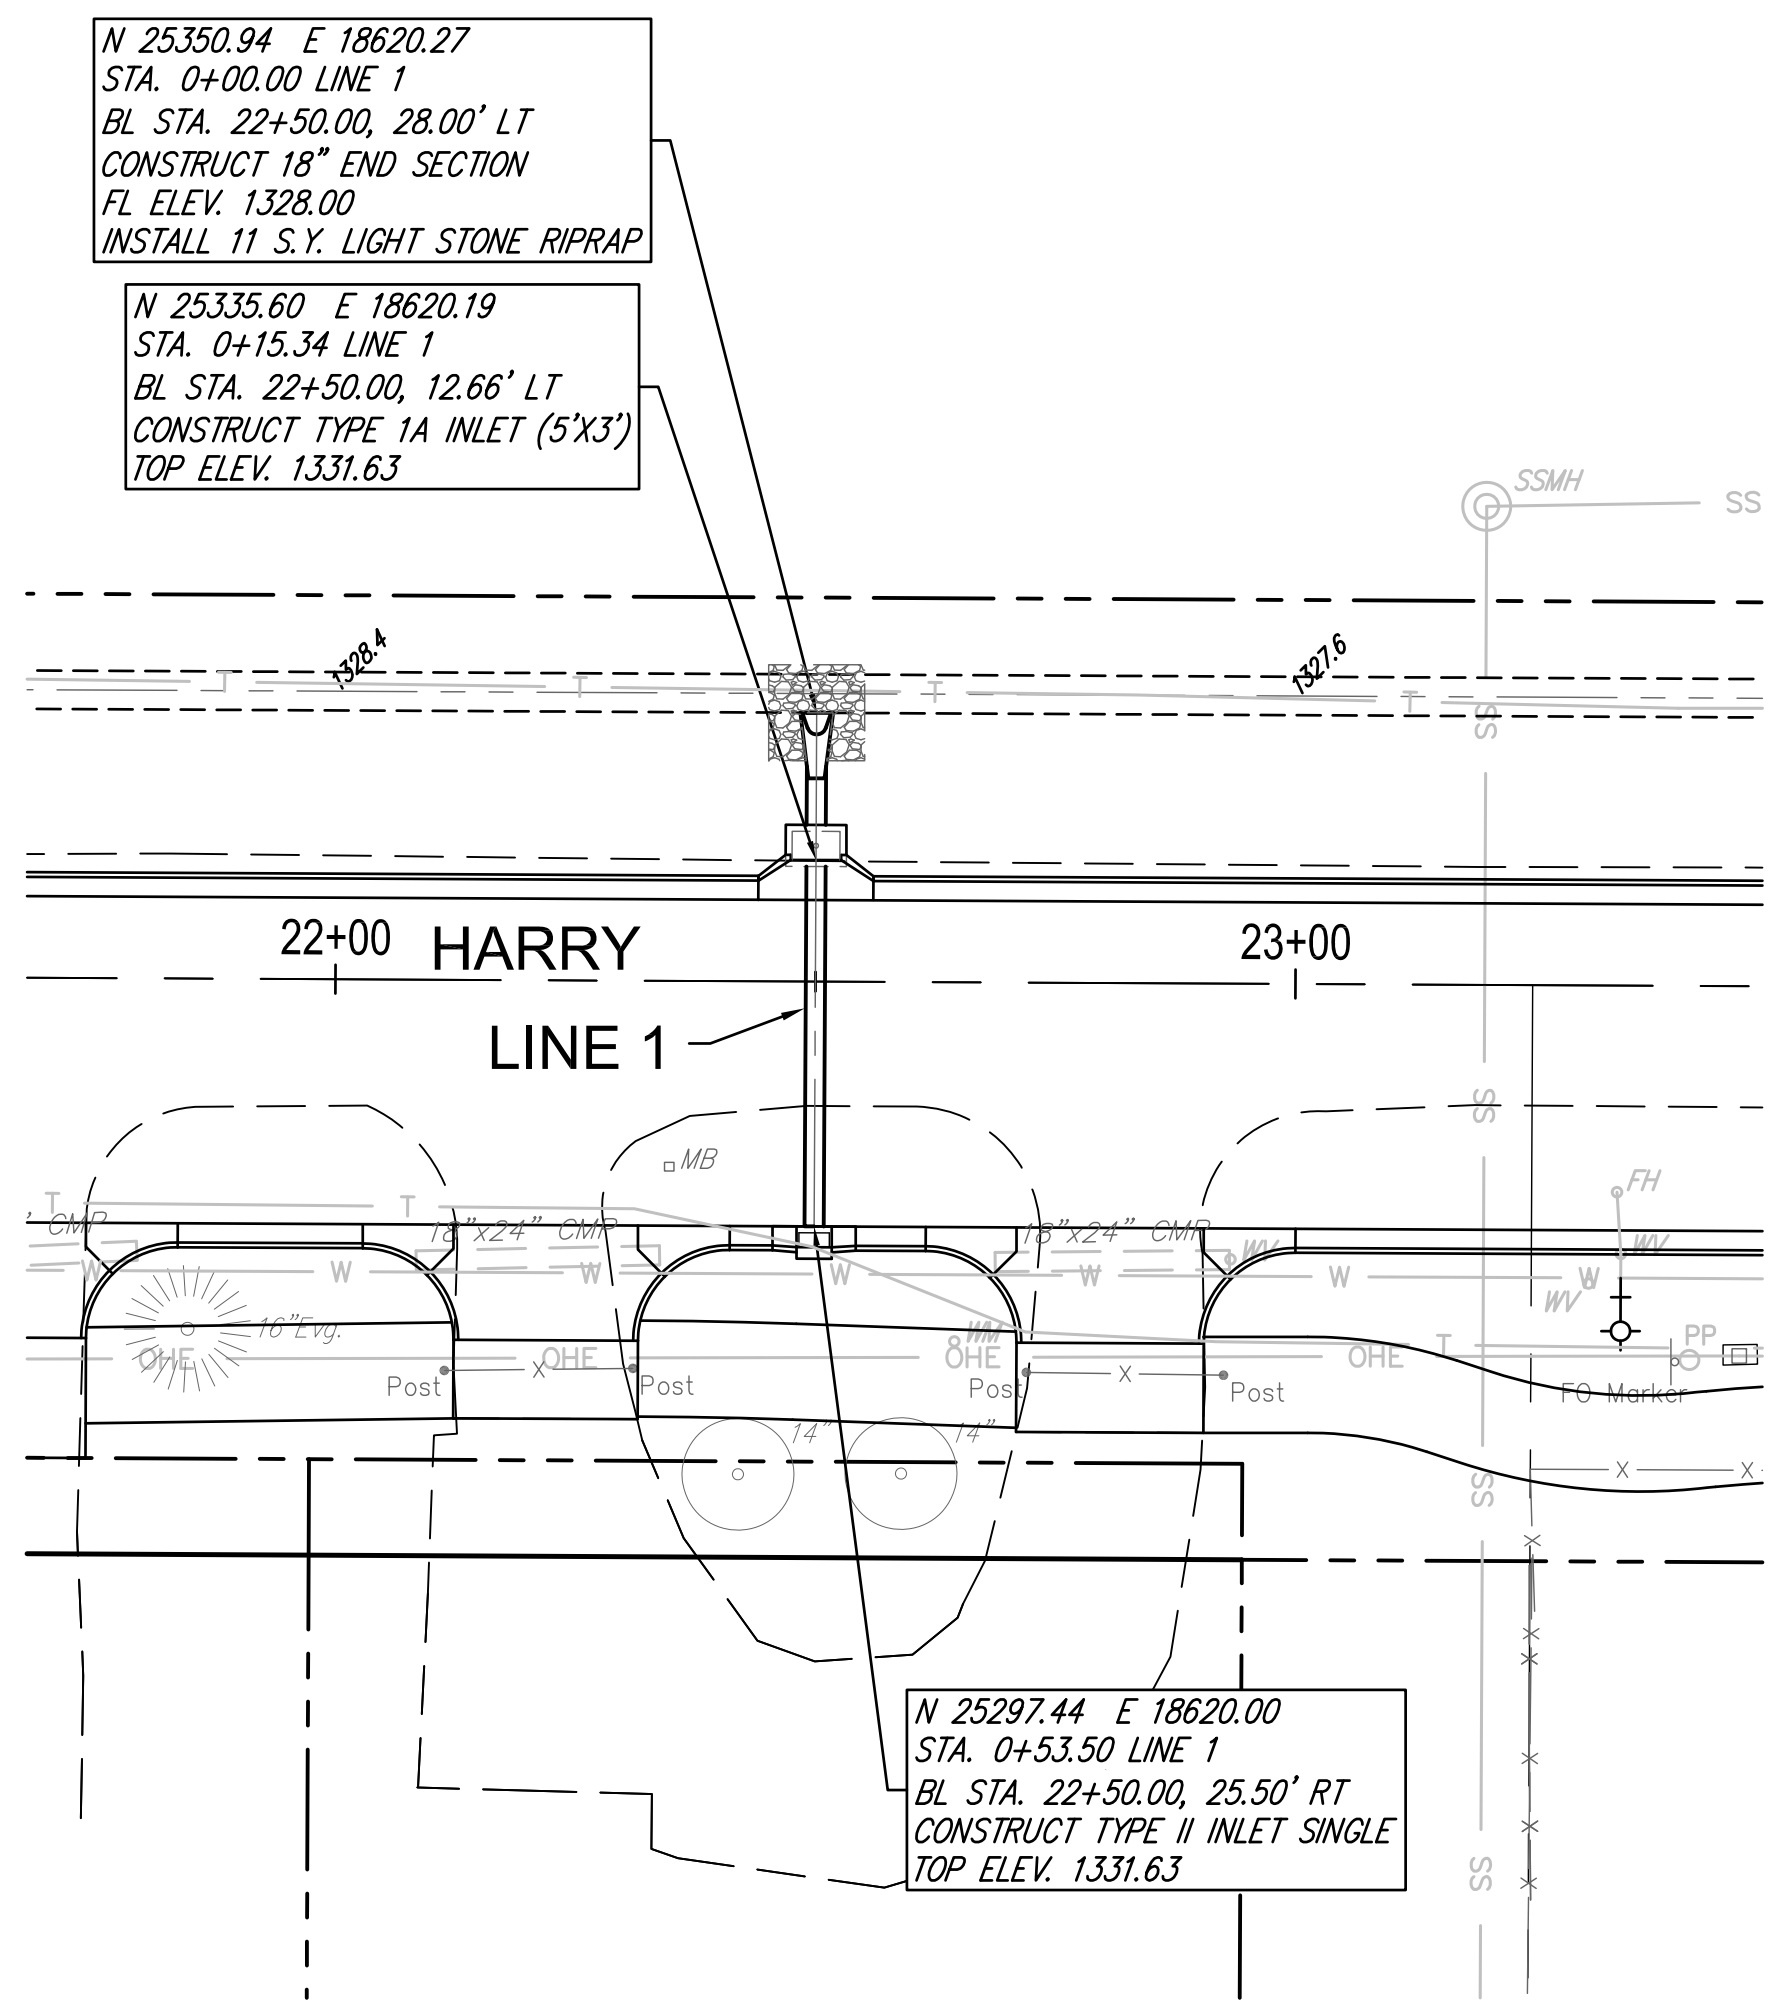 N 25350.94 E 18620.27
STA. 0+00.00 LINE 1
BL STA. 22+50.00, 28.00' LT
CONSTRUCT 18" END SECTION
FL ELEV. 1328.00
INSTALL 11 S.Y. LIGHT STONE RIPRAP
N 25335.60 E 18620.19
STA. 0+15.34 LINE 1
BL STA. 22+50.00, 12.66' LT
CONSTRUCT TYPE 1A INLET (5'X3')
TOP ELEV. 1331.63
SSMH
SS
1328.4
1327.6
T
T
T
T
SS
22+00
HARRY
23+00
LINE 1
SS
MB
FH
T
T
' CMP
18"x24" CMP
18"x24" CMP
WV
WV
W
W
W
W
W
W
W
WV
16"Evg.
WM
PP
OHE
OHE
OHE
OHE
T
X
X
Post
Post
Post
Post
FO Marker
14"
14"
X
X
SS
N 25297.44 E 18620.00
STA. 0+53.50 LINE 1
BL STA. 22+50.00, 25.50' RT
CONSTRUCT TYPE II INLET SINGLE
TOP ELEV. 1331.63
SS